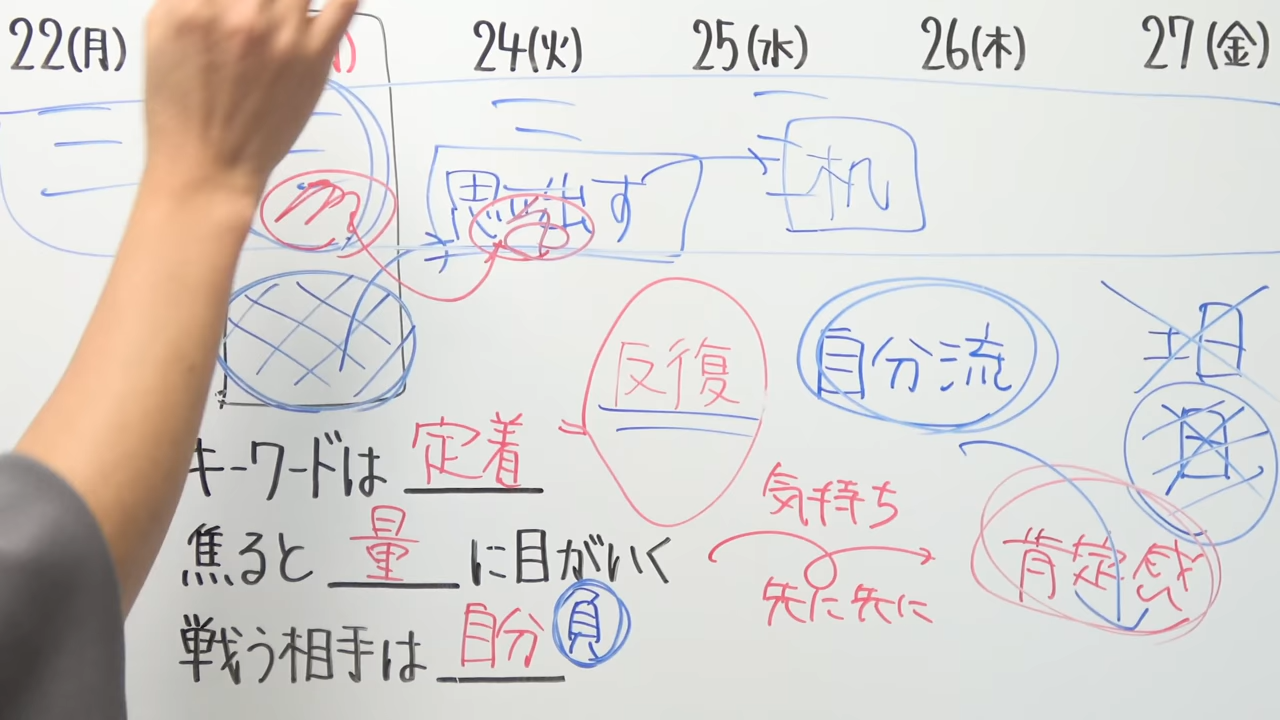 22(月) 24(火) 25(水) 26(木) 27(金)
思い出す
机
反復
自分流
キーワードは 定着
焦ると 量 に目がいく
戦う相手は 自分 負
気持ち
先に先に
肯定感